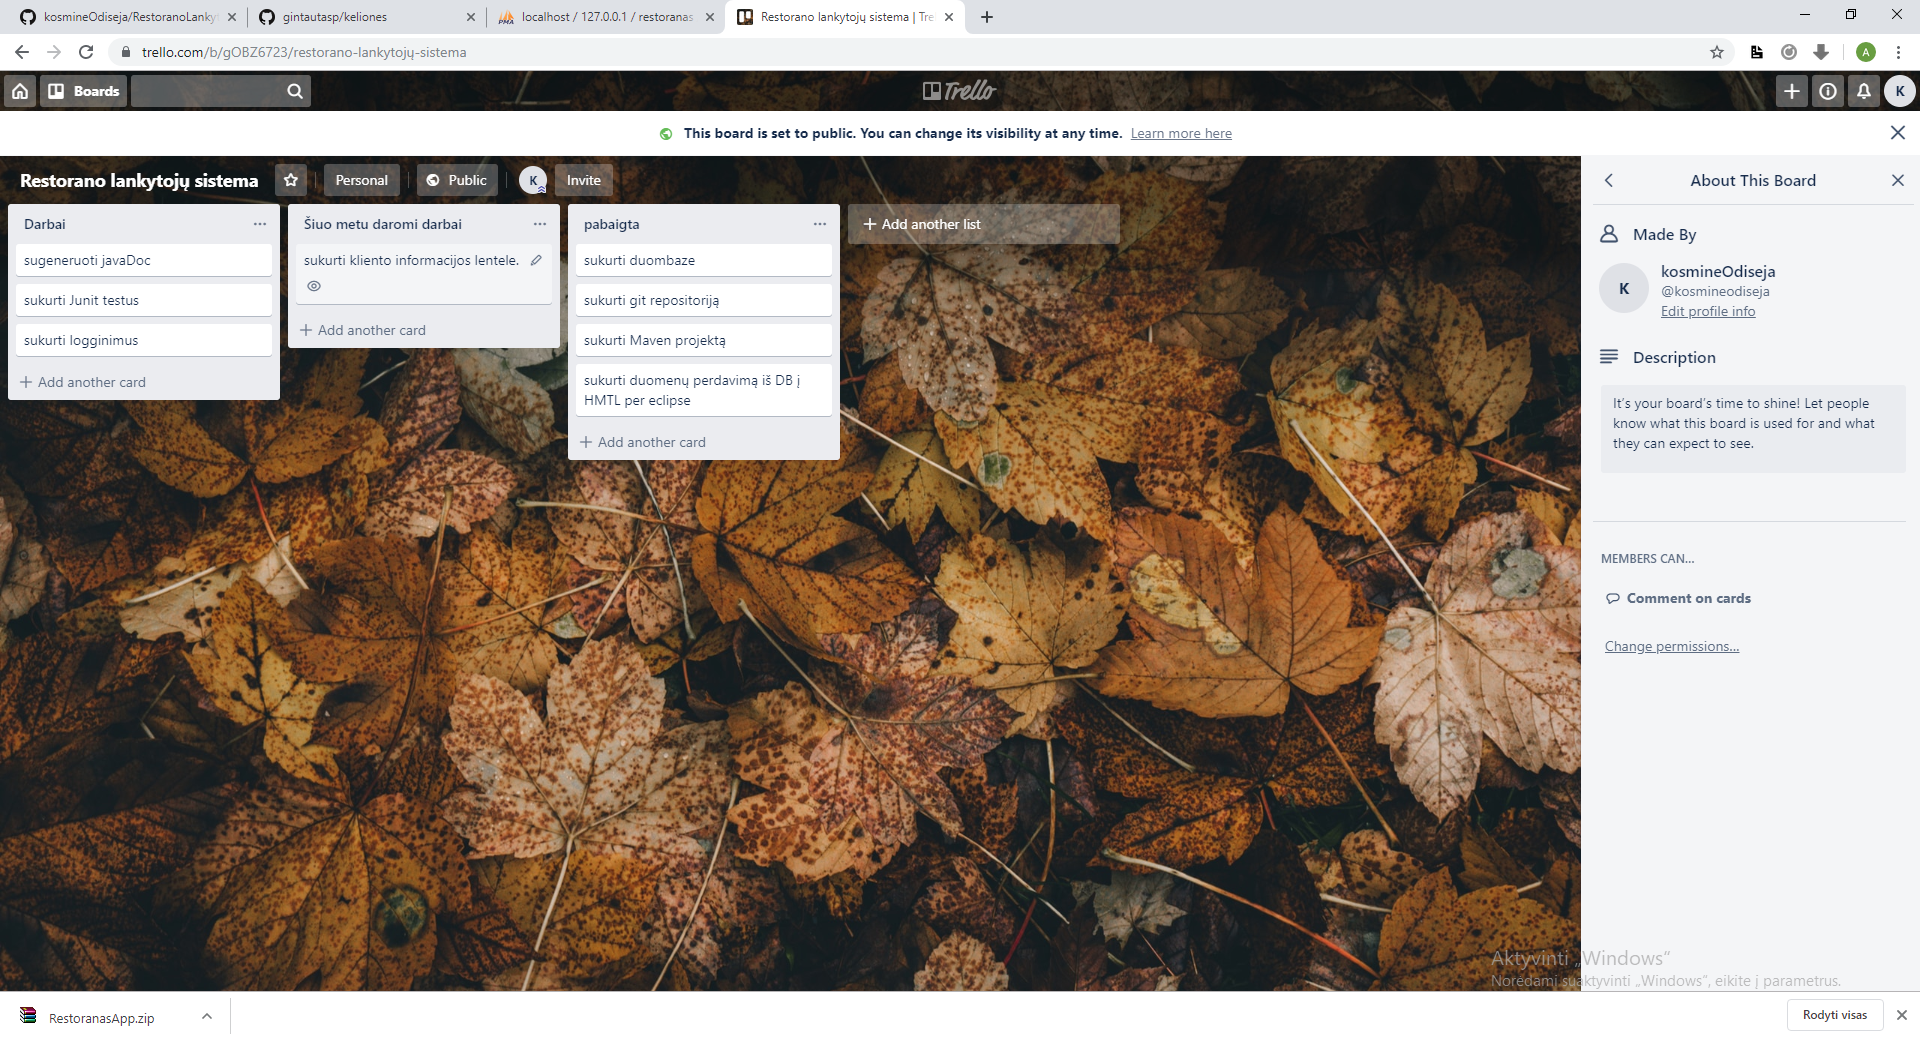 kosmineOdiseja/RestoranoLanky
gintautasp/keliones
localhost / 127.0.0.1 / restoranas
Restorano lankytojų sistema | Tre
trello.com/b/gOBZ6723/restorano-lankytojų-sistema
A
Boards
Trello
K
This board is set to public. You can change its visibility at any time. Learn more here
Restorano lankytojų sistema
Personal
Public
K
Invite
Darbai
sugeneruoti javaDoc
sukurti Junit testus
sukurti logginimus
Add another card
Šiuo metu daromi darbai
sukurti kliento informacijos lentele.
Add another card
pabaigta
sukurti duombaze
sukurti git repositoriją
sukurti Maven projektą
sukurti duomenų perdavimą iš DB į
HMTL per eclipse
Add another card
Add another list
About This Board
Made By
K
kosmineOdiseja
@kosmineodiseja
Edit profile info
Description
It's your board's time to shine! Let people
know what this board is used for and what
they can expect to see.
MEMBERS CAN...
Comment on cards
Change permissions...
Aktyvinti „Windows“
Norėdami suaktyvinti „Windows“, eikite į parametrus.
RestoranasApp.zip
Rodyti visas